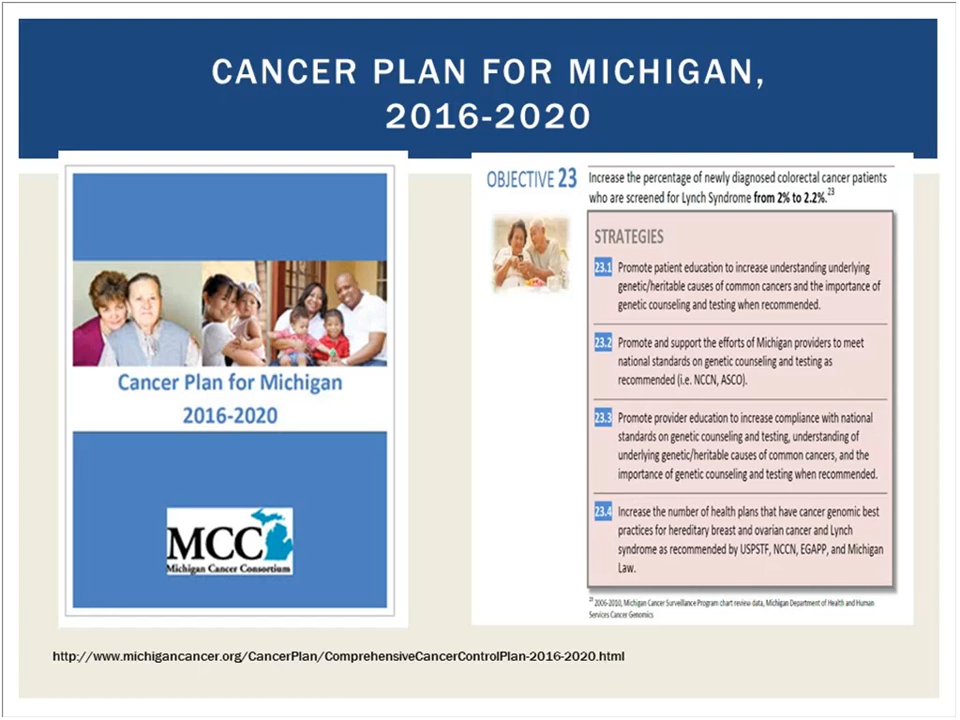 CANCER PLAN FOR MICHIGAN,
2016-2020
Cancer Plan for Michigan
2016-2020
MCC
Michigan Cancer Consortium
OBJECTIVE 23
Increase the percentage of newly diagnosed colorectal cancer patients
who are screened for Lynch Syndrome from 2% to 2.2%.23
STRATEGIES
23.1 Promote patient education to increase understanding underlying
genetic/heritable causes of common cancers and the importance of
genetic counseling and testing when recommended.
23.2 Promote and support the efforts of Michigan providers to meet
national standards on genetic counseling and testing as
recommended (i.e. NCCN, ASCO).
23.3 Promote provider education to increase compliance with national
standards on genetic counseling and testing, understanding of
underlying genetic/heritable causes of common cancers, and the
importance of genetic counseling and testing when recommended.
23.4 Increase the number of health plans that have cancer genomic best
practices for hereditary breast and ovarian cancer and Lynch
syndrome as recommended by USPSTF, NCCN, EGAPP, and Michigan
Law.
23 2006-2010, Michigan Cancer Surveillance Program chart review data, Michigan Department of Health and Human
Services Cancer Genomics
http://www.michigancancer.org/CancerPlan/ComprehensiveCancerControlPlan-2016-2020.html